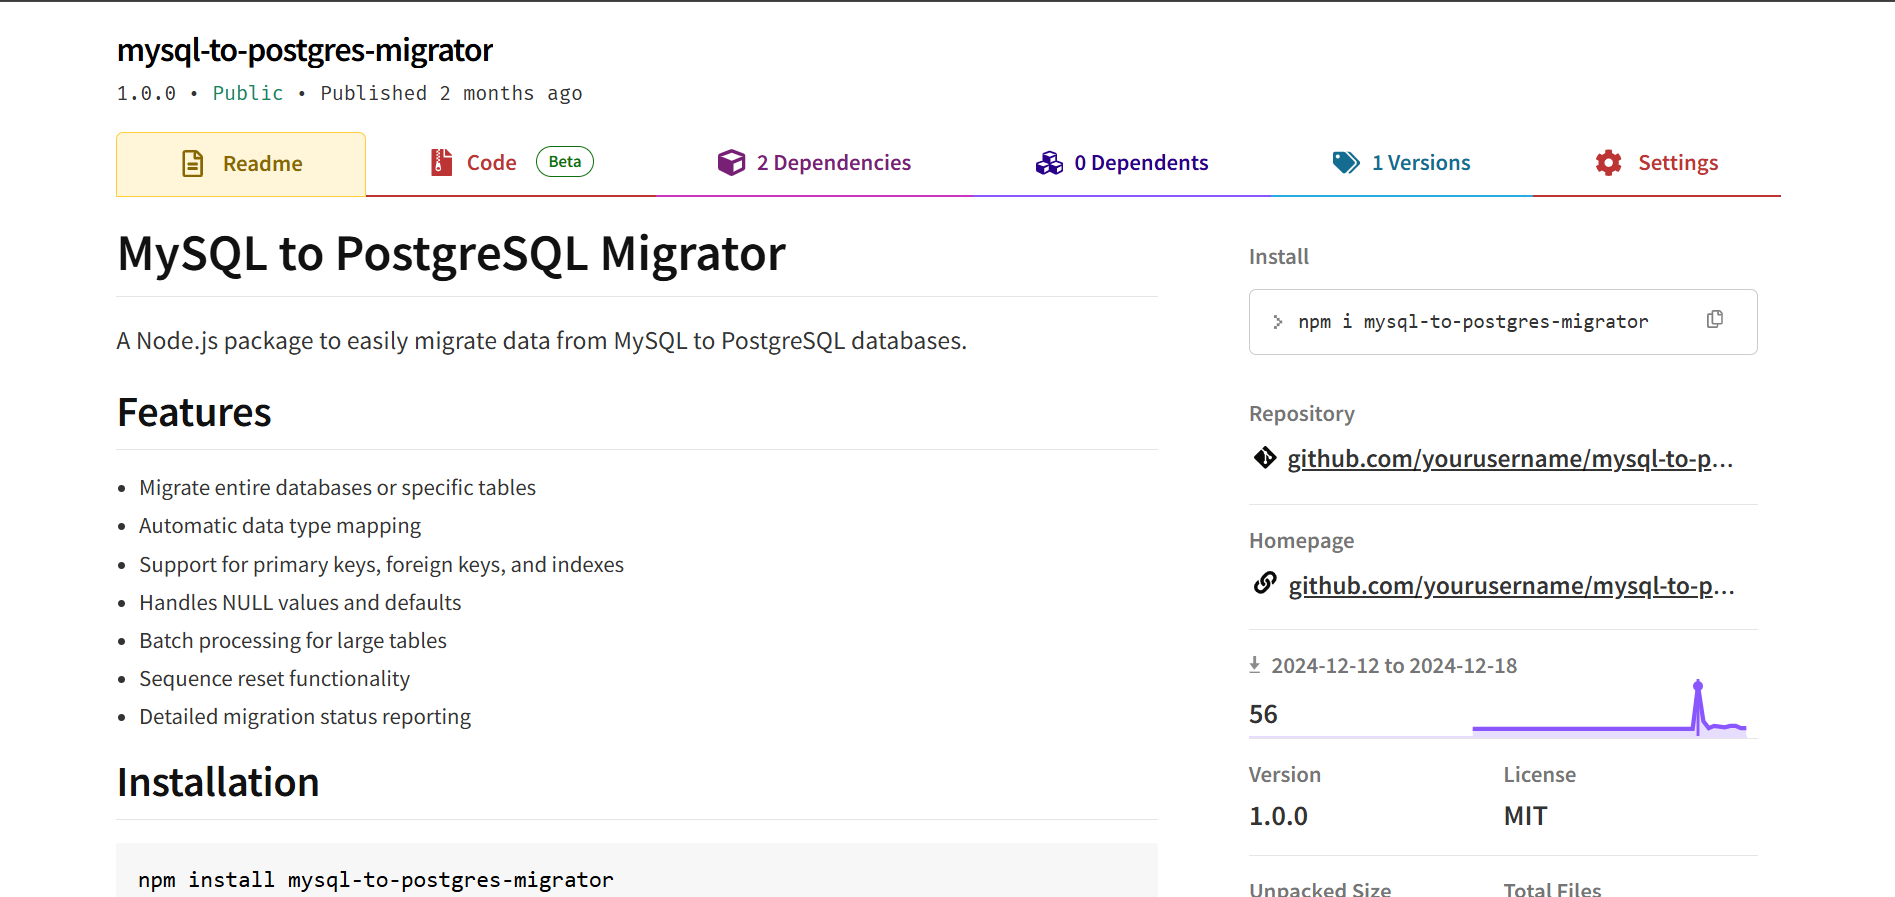 mysql-to-postgres-migrator
1.0.0 • Public • Published 2 months ago
Readme
Code Beta
2 Dependencies
0 Dependents
1 Versions
Settings
MySQL to PostgreSQL Migrator
A Node.js package to easily migrate data from MySQL to PostgreSQL databases.
Features
• Migrate entire databases or specific tables
• Automatic data type mapping
• Support for primary keys, foreign keys, and indexes
• Handles NULL values and defaults
• Batch processing for large tables
• Sequence reset functionality
• Detailed migration status reporting
Installation
npm install mysql-to-postgres-migrator
Install
> npm i mysql-to-postgres-migrator
Repository
github.com/yourusername/mysql-to-p...
Homepage
github.com/yourusername/mysql-to-p...
2024-12-12 to 2024-12-18
56
Version
1.0.0
License
MIT
Unpacked Size
Total Files